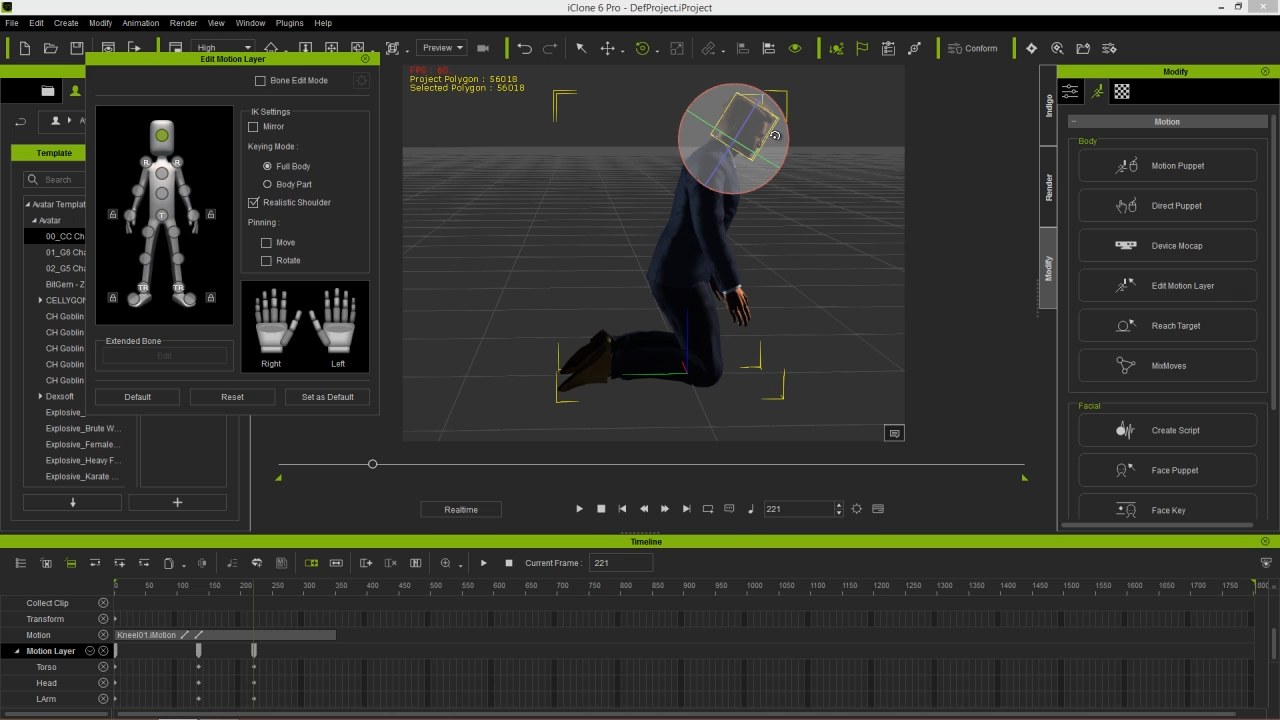 iClone 6 Pro - DefProject.iProject
File Edit Create Modify Animation Render View Window Plugins Help
High Preview Conform
Edit Motion Layer
Bone Edit Mode
IK Settings
Mirror
Keying Mode :
Full Body
Body Part
Realistic Shoulder
Pinning :
Move
Rotate
R R
T
TR TR
Extended Bone
Edit
Right Left
Default Reset Set as Default
Template
Search
Avatar Templat
Avatar
00_CC Ch
01_G6 Cha
02_G5 Cha
BitGem - Z
CELLYGON
CH Goblin
CH Goblin
CH Goblin
CH Goblin
CH Goblin
Dexsoft
Explosive_
Explosive_Brute W...
Explosive_Female...
Explosive_Heavy F...
Explosive_Karate ...
FPS : 60
Project Polygon : 56018
Selected Polygon : 56018
Indigo
Render
Modify
Modify
Motion
Body
Motion Puppet
Direct Puppet
Device Mocap
Edit Motion Layer
Reach Target
MixMoves
Facial
Create Script
Face Puppet
Face Key
Realtime 221
Timeline
Current Frame : 221
0 50 100 150 200 250 300 350 400 450 500 550 600 650 700 750 800 850 900 950 1000 1050 1100 1150 1200 1250 1300 1350 1400 1450 1500 1550 1600 1650 1700 1750
Collect Clip
Transform
Motion Kneel01.iMotion
Motion Layer
Torso
Head
LArm